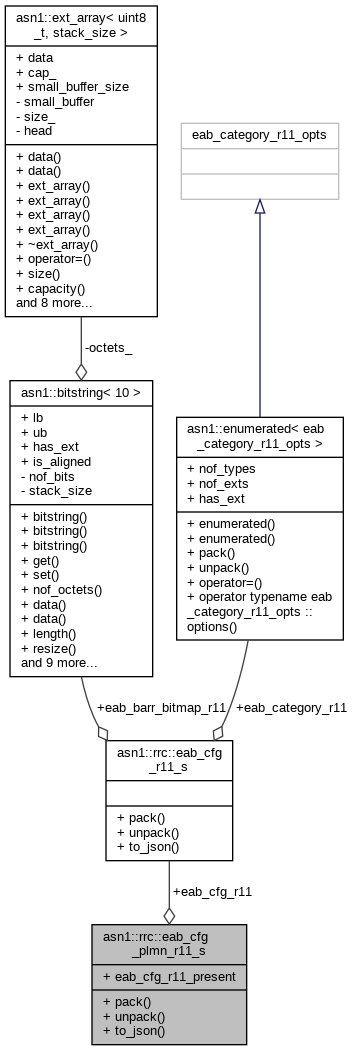 asn1::ext_array< uint8
_t, stack_size >
+ data
+ cap_
+ small_buffer_size
- small_buffer
- size_
- head
+ data()
+ data()
+ ext_array()
+ ext_array()
+ ext_array()
+ ext_array()
+ ~ext_array()
+ operator=()
+ size()
+ capacity()
and 8 more...
eab_category_r11_opts
-octets_
asn1::bitstring< 10 >
+ lb
+ ub
+ has_ext
+ is_aligned
- nof_bits
- stack_size
+ bitstring()
+ bitstring()
+ bitstring()
+ get()
+ set()
+ nof_octets()
+ data()
+ data()
+ length()
+ resize()
and 9 more...
asn1::enumerated< eab
_category_r11_opts >
+ nof_types
+ nof_exts
+ has_ext
+ enumerated()
+ enumerated()
+ pack()
+ unpack()
+ operator=()
+ operator typename eab
_category_r11_opts ::
options()
+eab_barr_bitmap_r11
+eab_category_r11
asn1::rrc::eab_cfg
_r11_s
+ pack()
+ unpack()
+ to_json()
+eab_cfg_r11
asn1::rrc::eab_cfg
_plmn_r11_s
+ eab_cfg_r11_present
+ pack()
+ unpack()
+ to_json()